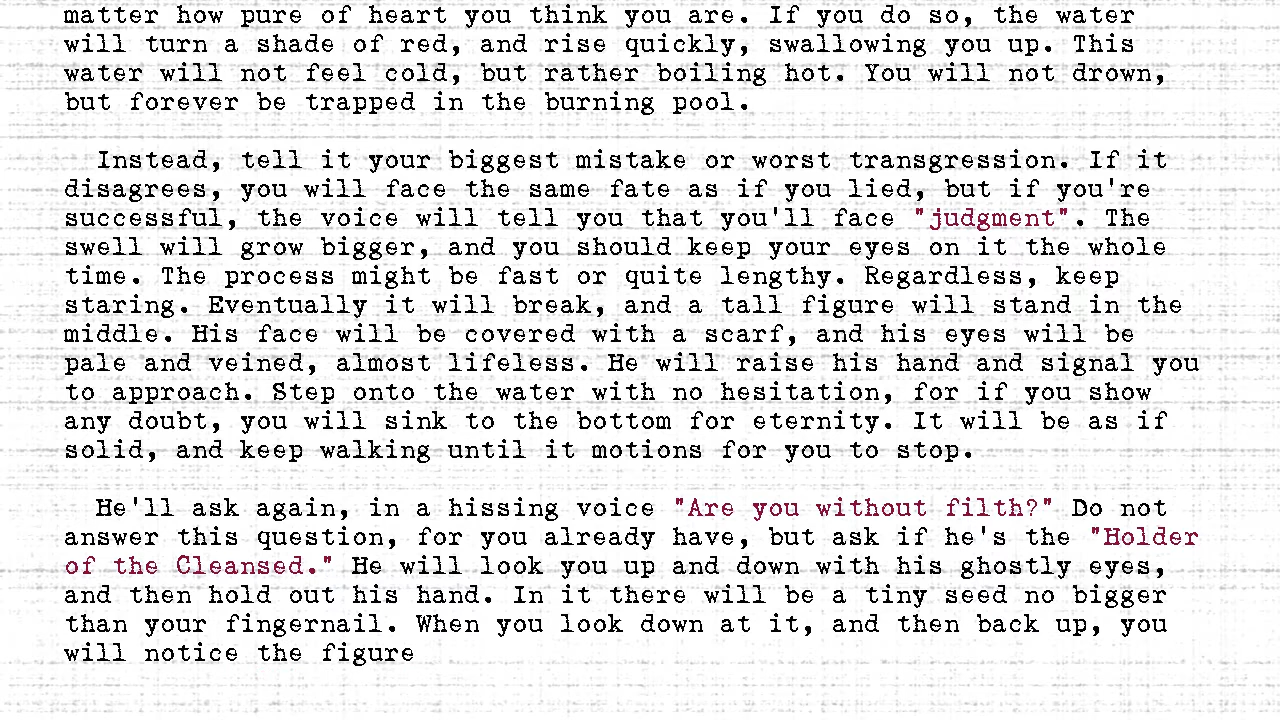 matter how pure of heart you think you are. If you do so, the water
will turn a shade of red, and rise quickly, swallowing you up. This
water will not feel cold, but rather boiling hot. You will not drown,
but forever be trapped in the burning pool.
Instead, tell it your biggest mistake or worst transgression. If it
disagrees, you will face the same fate as if you lied, but if you're
successful, the voice will tell you that you'll face "judgment". The
swell will grow bigger, and you should keep your eyes on it the whole
time. The process might be fast or quite lengthy. Regardless, keep
staring. Eventually it will break, and a tall figure will stand in the
middle. His face will be covered with a scarf, and his eyes will be
pale and veined, almost lifeless. He will raise his hand and signal you
to approach. Step onto the water with no hesitation, for if you show
any doubt, you will sink to the bottom for eternity. It will be as if
solid, and keep walking until it motions for you to stop.
He'll ask again, in a hissing voice "Are you without filth?" Do not
answer this question, for you already have, but ask if he's the "Holder
of the Cleansed." He will look you up and down with his ghostly eyes,
and then hold out his hand. In it there will be a tiny seed no bigger
than your fingernail. When you look down at it, and then back up, you
will notice the figure